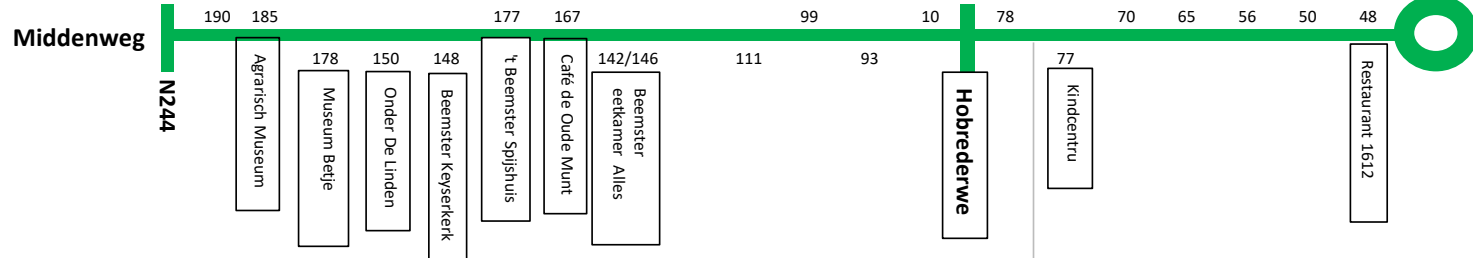 190 185 177 167 99 10 78 70 65 56 50 48
Middenweg
178 150 148 142/146 111 93 77
N244
Agrarisch Museum
Museum Betje
Onder De Linden
Beemster Keyserkerk
't Beemster Spijshuis
Café de Oude Munt
Beemster
eetkamer Alles
Hobrederwe
Kindcentru
Restaurant 1612